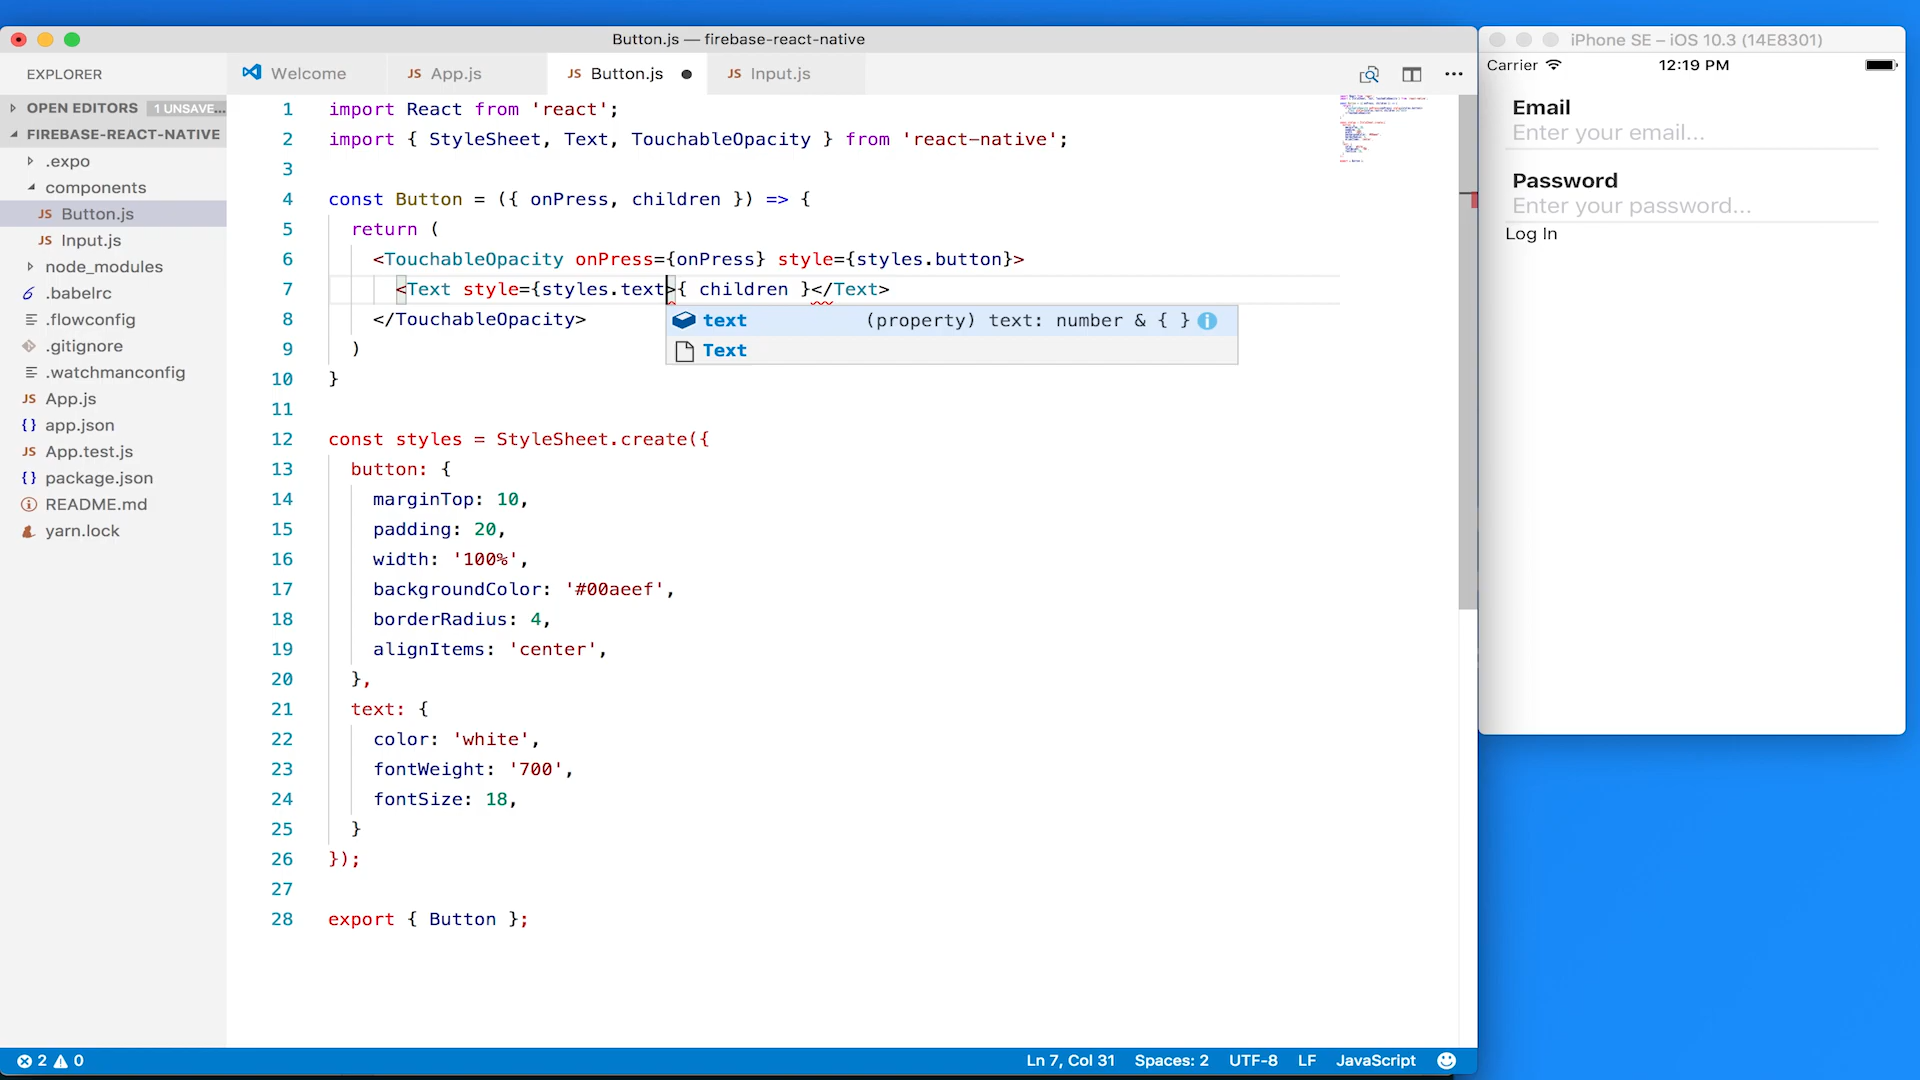 Button.js — firebase-react-native
EXPLORER
Welcome
JS App.js
JS Button.js
JS Input.js
OPEN EDITORS 1 UNSAVE...
FIREBASE-REACT-NATIVE
.expo
components
JS Button.js
JS Input.js
node_modules
.babelrc
.flowconfig
.gitignore
.watchmanconfig
JS App.js
{} app.json
JS App.test.js
{} package.json
README.md
yarn.lock
1 import React from 'react';
2 import { StyleSheet, Text, TouchableOpacity } from 'react-native';
3
4 const Button = ({ onPress, children }) => {
5 return (
6 <TouchableOpacity onPress={onPress} style={styles.button}>
7 <Text style={styles.text>{ children }</Text>
text (property) text: number & { }
Text
8 </TouchableOpacity>
9 )
10 }
11
12 const styles = StyleSheet.create({
13 button: {
14 marginTop: 10,
15 padding: 20,
16 width: '100%',
17 backgroundColor: '#00aeef',
18 borderRadius: 4,
19 alignItems: 'center',
20 },
21 text: {
22 color: 'white',
23 fontWeight: '700',
24 fontSize: 18,
25 }
26 });
27
28 export { Button };
2 0
Ln 7, Col 31 Spaces: 2 UTF-8 LF JavaScript
iPhone SE – iOS 10.3 (14E8301)
Carrier 12:19 PM
Email
Enter your email...
Password
Enter your password...
Log In